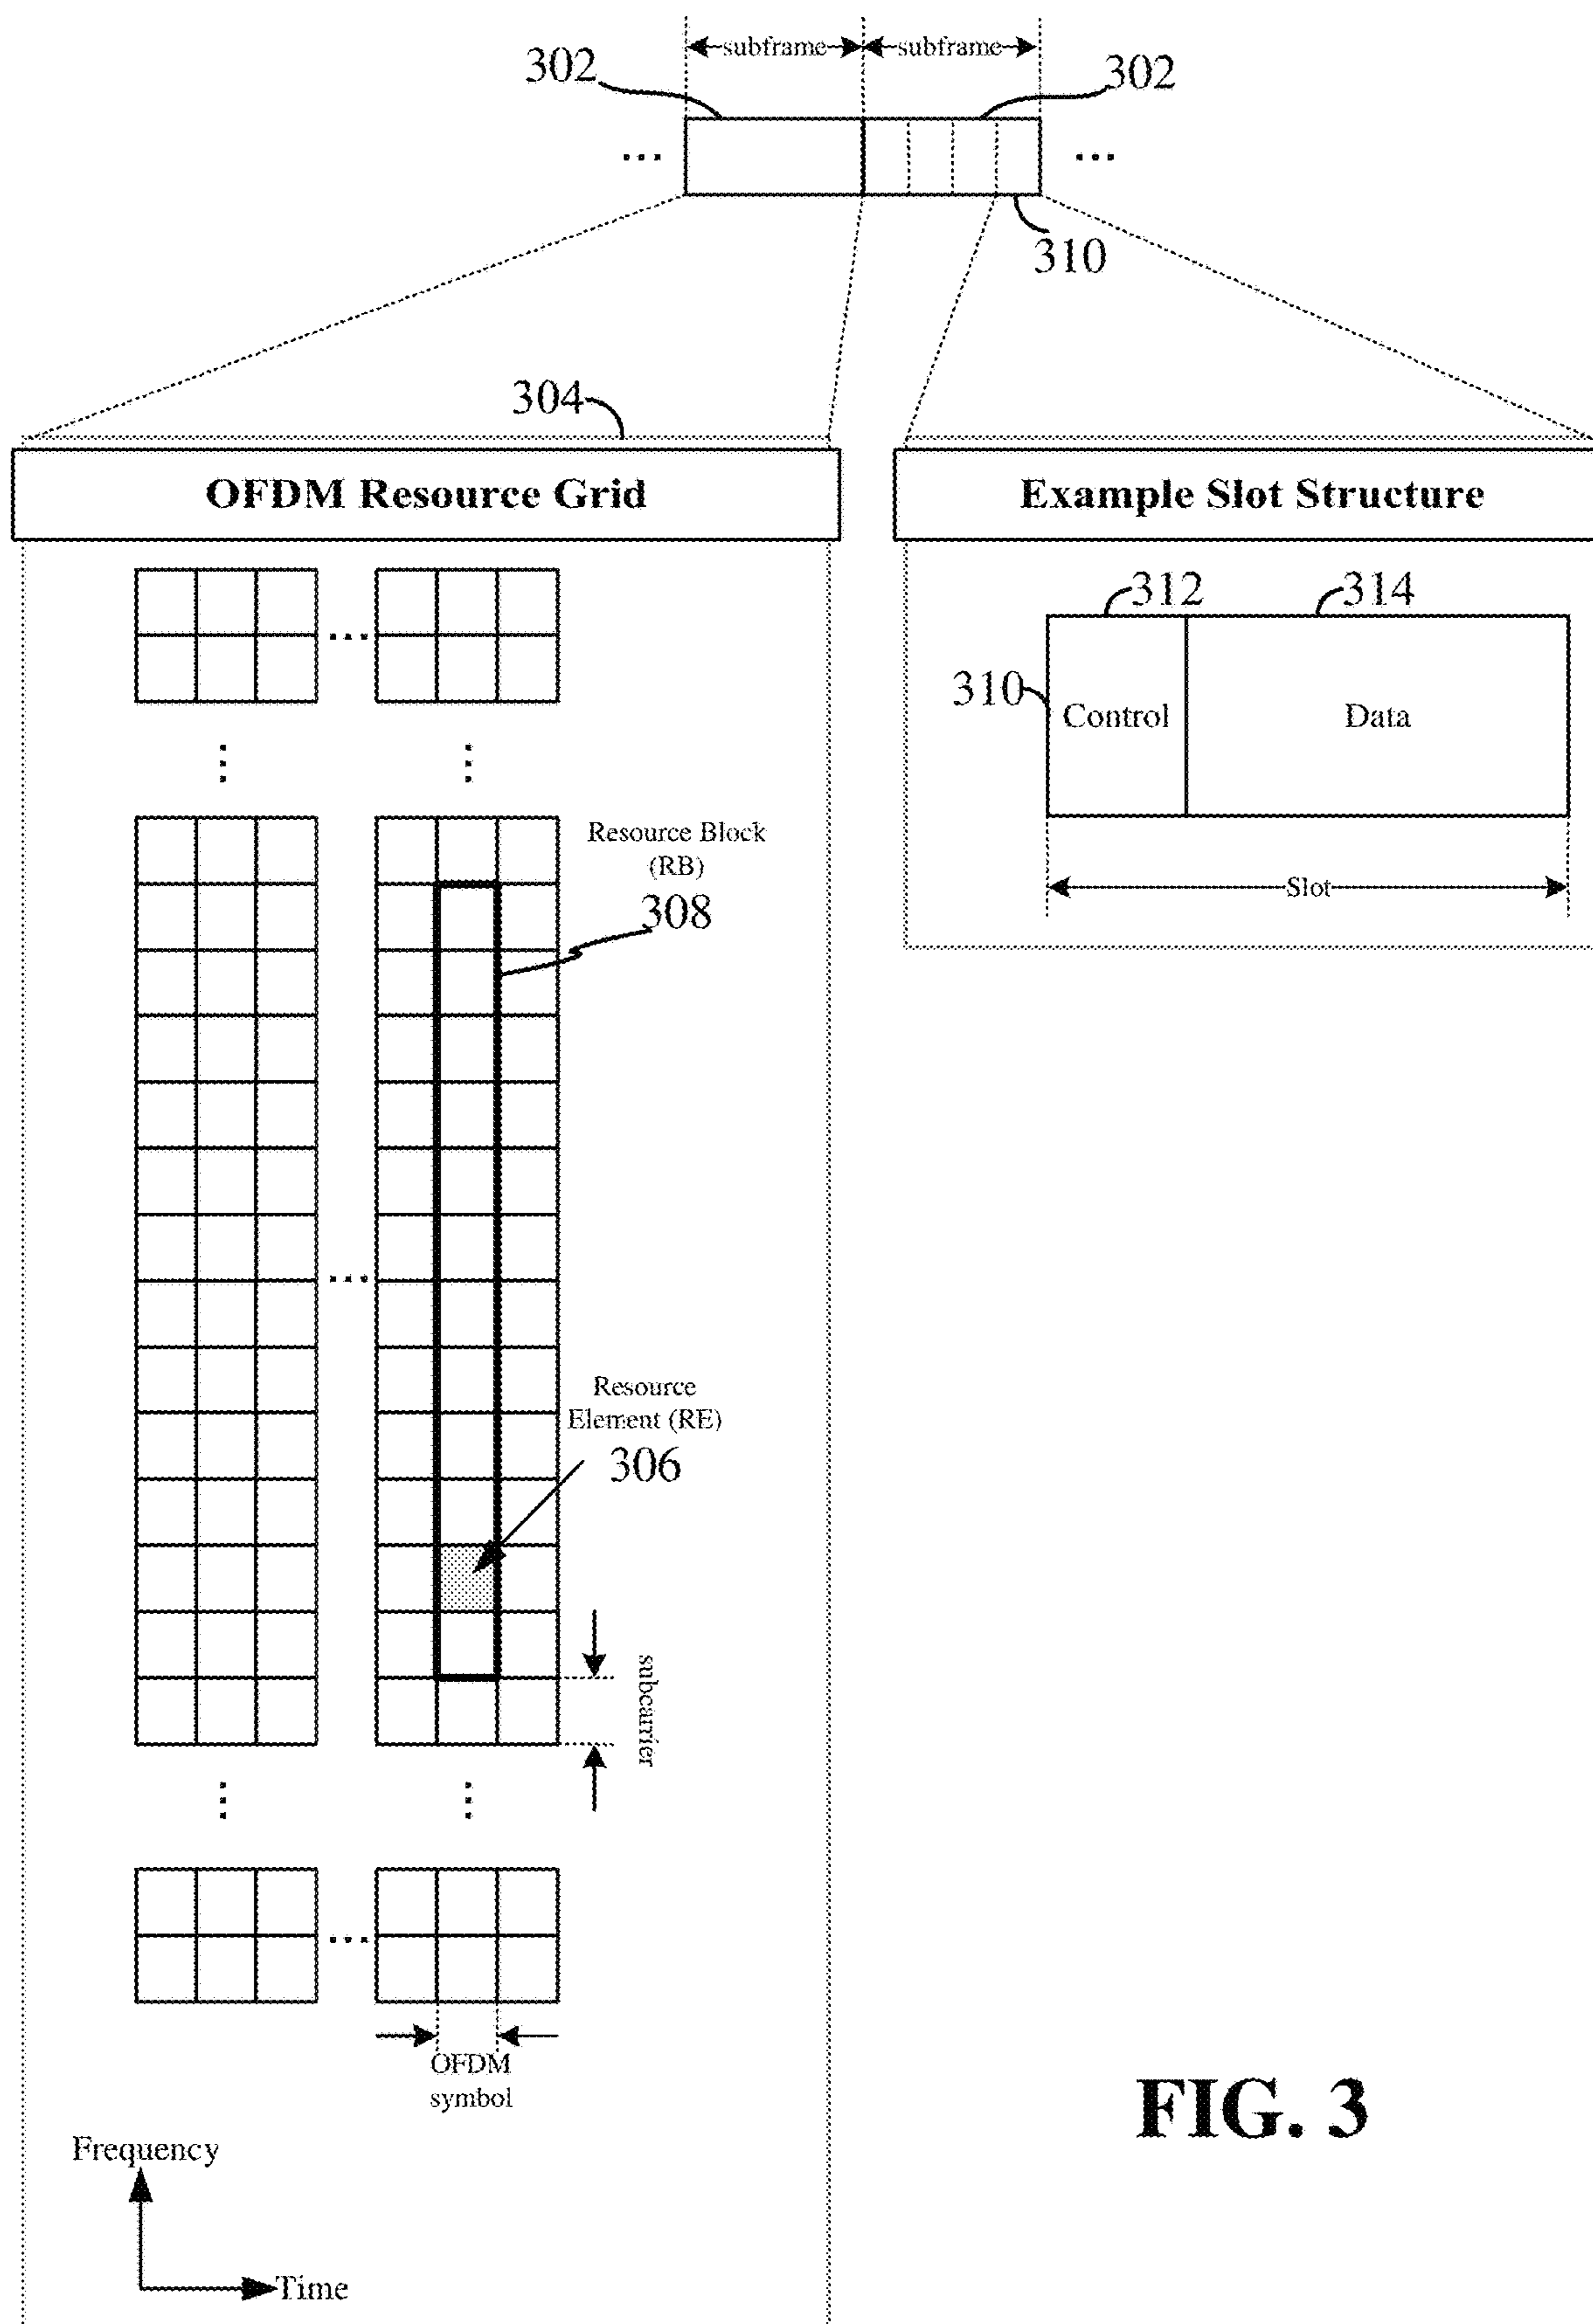 subframe subframe
302 302
... ...
310
304
OFDM Resource Grid
Example Slot Structure
312 314
310
Control Data
Slot
Resource Block
(RB)
308
Resource
Element (RE)
306
subcarrier
OFDM
symbol
Frequency
Time
FIG. 3